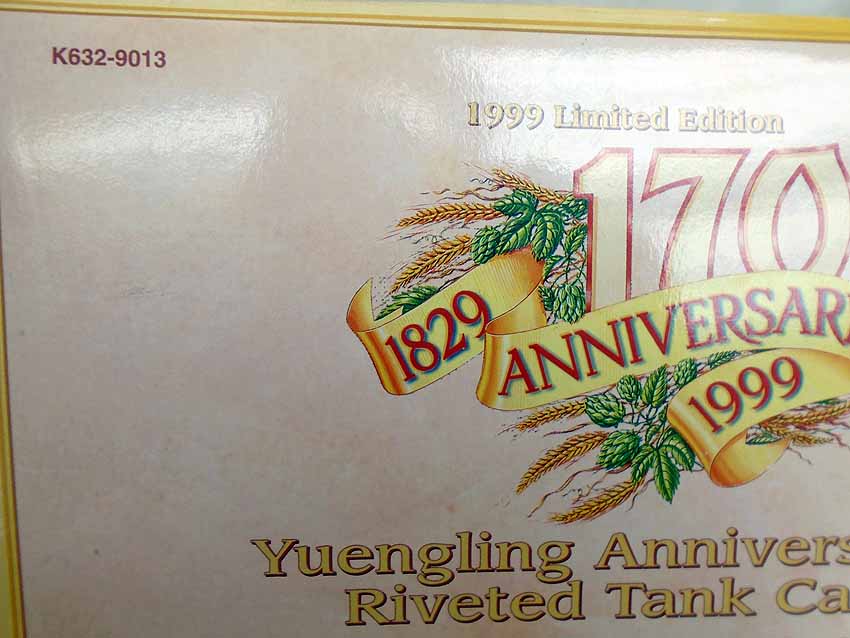 K632-9013
1999 Limited Edition
170
1829
ANNIVERSAR
1999
Yuengling Annivers
Riveted Tank Ca